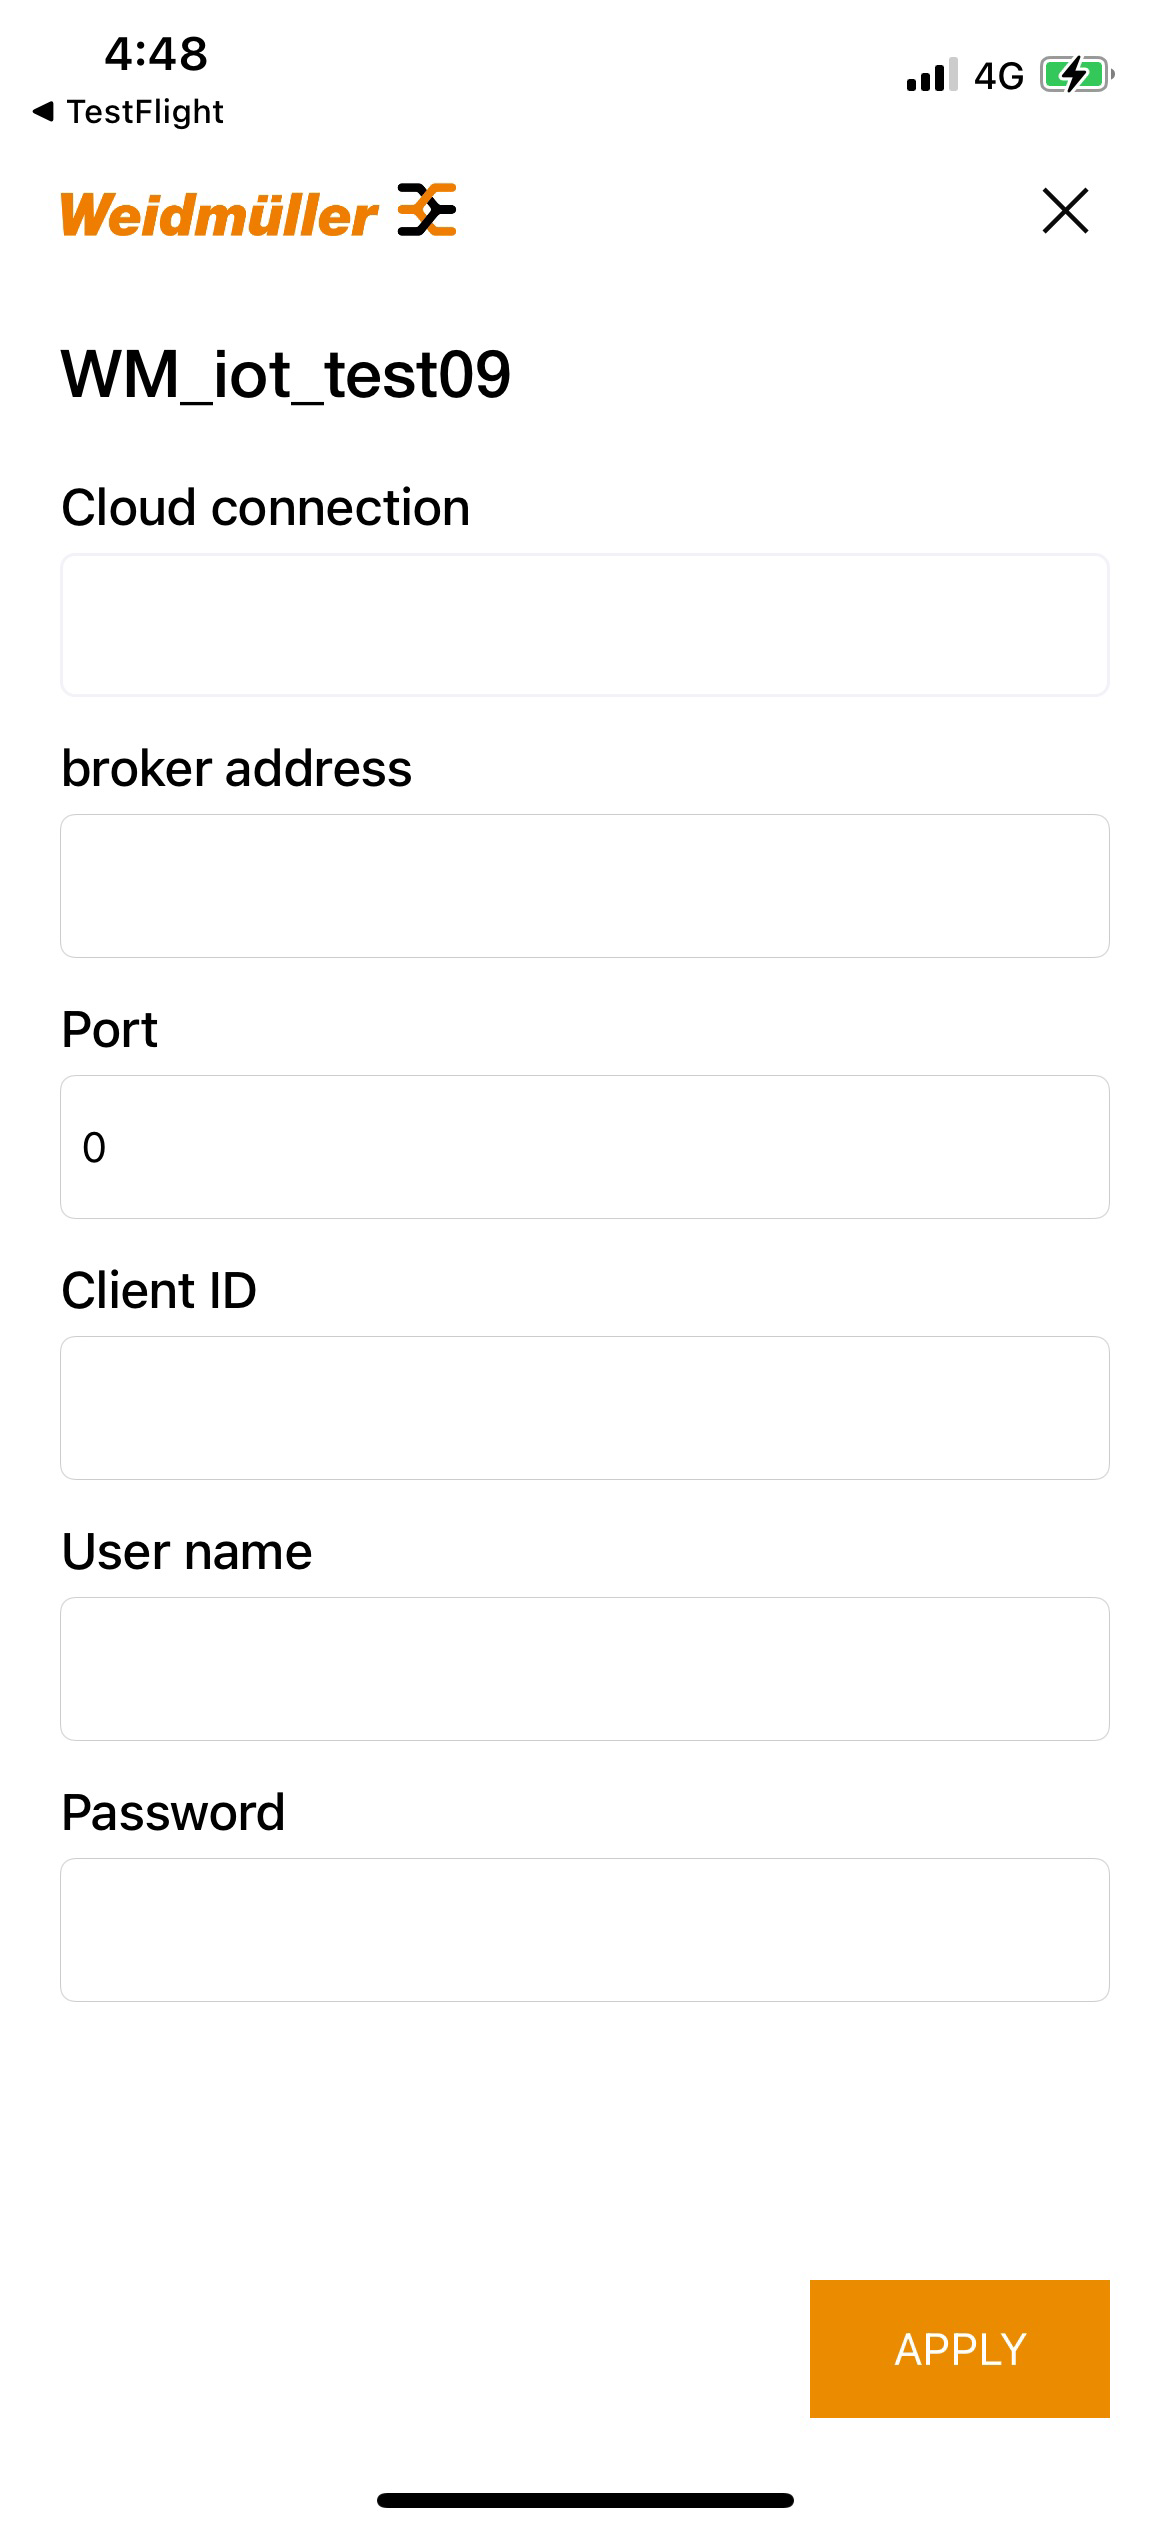 4:48
4G
TestFlight
Weidmüller
WM_iot_test09
Cloud connection
broker address
Port
0
Client ID
User name
Password
APPLY